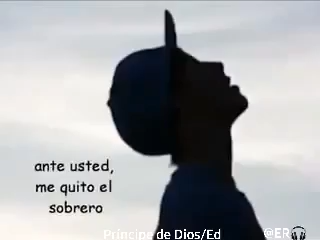 ante usted,
me quito el
sobrero
Príncipe de Dios/Ed
@ER